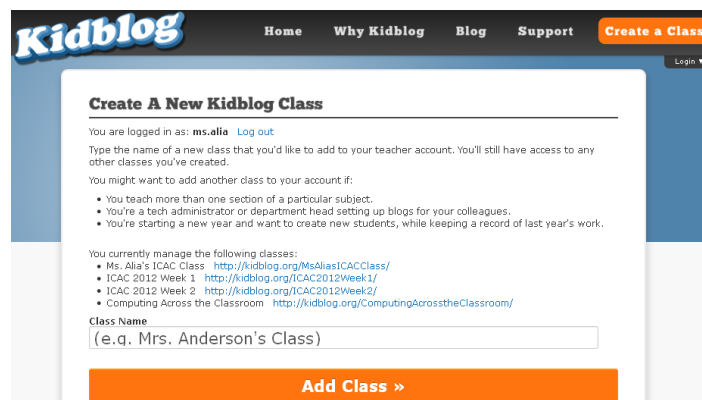 Kidblog
Home Why Kidblog Blog Support Create a Class
Login ▼
Create A New Kidblog Class
You are logged in as: ms.alia Log out
Type the name of a new class that you'd like to add to your teacher account. You'll still have access to any
other classes you've created.
You might want to add another class to your account if:
• You teach more than one section of a particular subject.
• You're a tech administrator or department head setting up blogs for your colleagues.
• You're starting a new year and want to create new students, while keeping a record of last year's work.
You currently manage the following classes:
• Ms. Alia's ICAC Class http://kidblog.org/MsAliasICACClass/
• ICAC 2012 Week 1 http://kidblog.org/ICAC2012Week1/
• ICAC 2012 Week 2 http://kidblog.org/ICAC2012Week2/
• Computing Across the Classroom http://kidblog.org/ComputingAcrosstheClassroom/
Class Name
(e.g. Mrs. Anderson's Class)
Add Class »